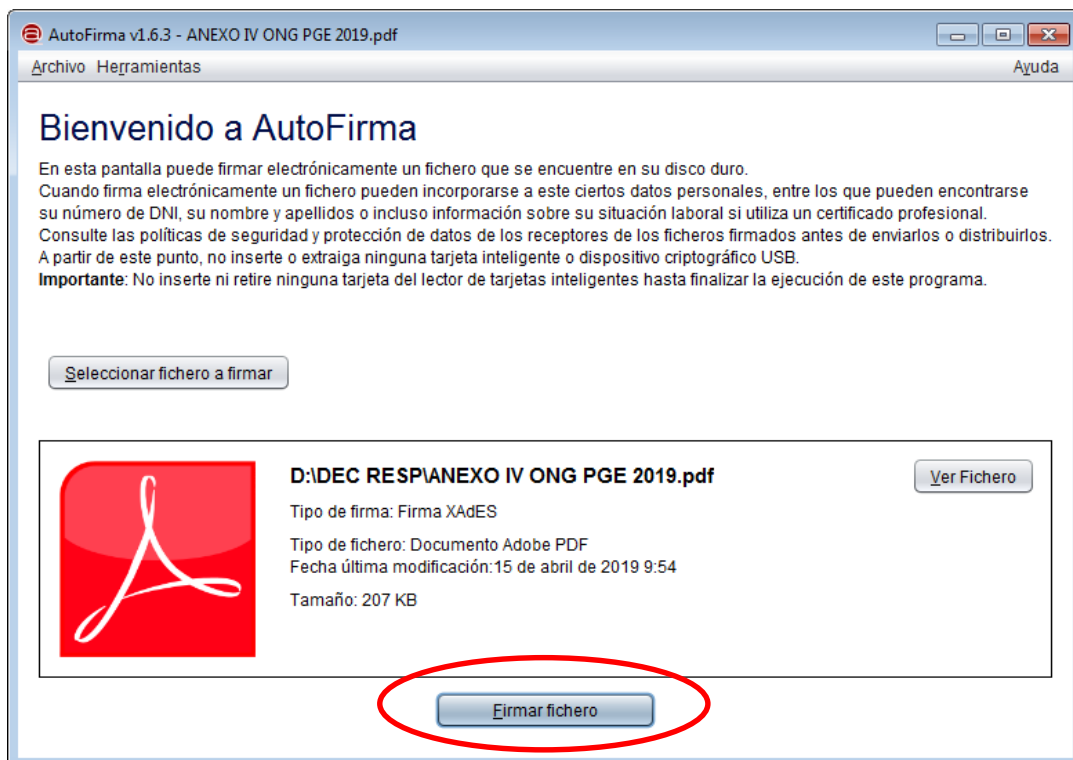 AutoFirma v1.6.3 - ANEXO IV ONG PGE 2019.pdf
Archivo Herramientas Ayuda
Bienvenido a AutoFirma
En esta pantalla puede firmar electrónicamente un fichero que se encuentre en su disco duro.
Cuando firma electrónicamente un fichero pueden incorporarse a este ciertos datos personales, entre los que pueden encontrarse
su número de DNI, su nombre y apellidos o incluso información sobre su situación laboral si utiliza un certificado profesional.
Consulte las políticas de seguridad y protección de datos de los receptores de los ficheros firmados antes de enviarlos o distribuirlos.
A partir de este punto, no inserte o extraiga ninguna tarjeta inteligente o dispositivo criptográfico USB.
Importante: No inserte ni retire ninguna tarjeta del lector de tarjetas inteligentes hasta finalizar la ejecución de este programa.
Seleccionar fichero a firmar
D:\DEC RESP\ANEXO IV ONG PGE 2019.pdf
Ver Fichero
Tipo de firma: Firma XAdES
Tipo de fichero: Documento Adobe PDF
Fecha última modificación:15 de abril de 2019 9:54
Tamaño: 207 KB
Firmar fichero